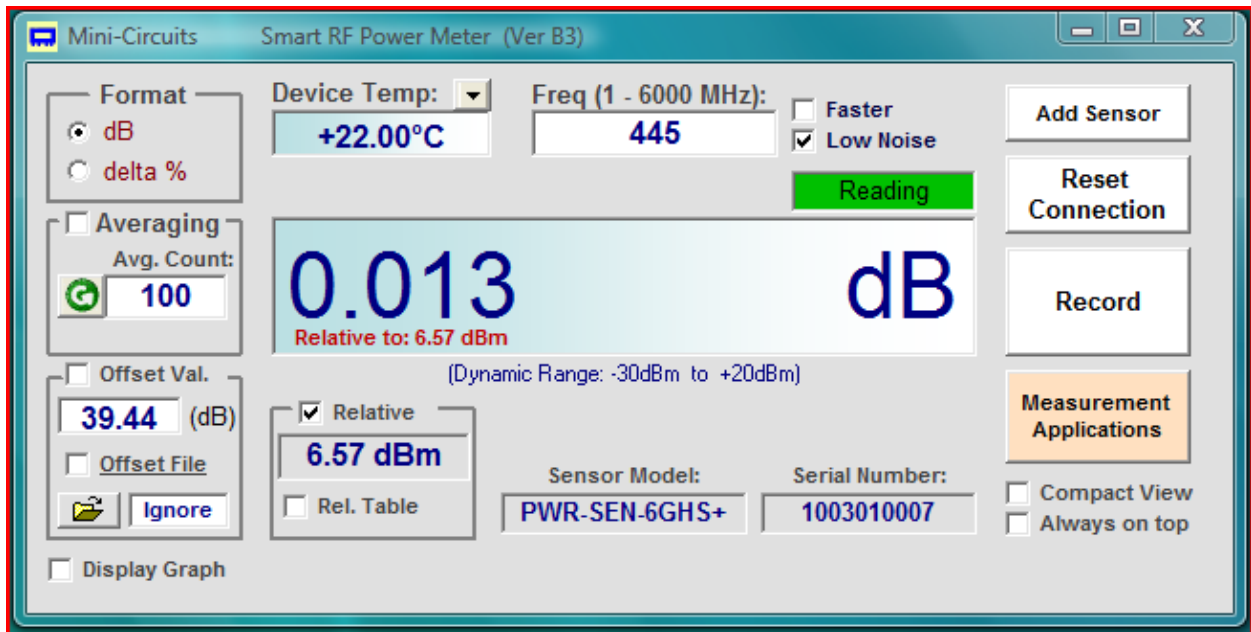 Mini-Circuits Smart RF Power Meter (Ver B3)
Format
dB
delta %
Device Temp:
+22.00°C
Freq (1 - 6000 MHz):
445
Faster
Low Noise
Reading
Add Sensor
Reset
Connection
Averaging
Avg. Count:
100
0.013 dB
Relative to: 6.57 dBm
Record
(Dynamic Range: -30dBm to +20dBm)
Offset Val.
39.44 (dB)
Offset File
Ignore
Relative
6.57 dBm
Rel. Table
Sensor Model:
PWR-SEN-6GHS+
Serial Number:
1003010007
Measurement
Applications
Compact View
Always on top
Display Graph